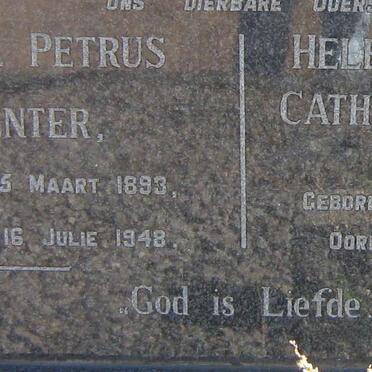 ONS DIERBARE OUERS
PETRUS
NTER,
5 MAART 1893,
16 JULIE 1948.
HELE
CATH
GEBORE
OORL
„God is Liefde.